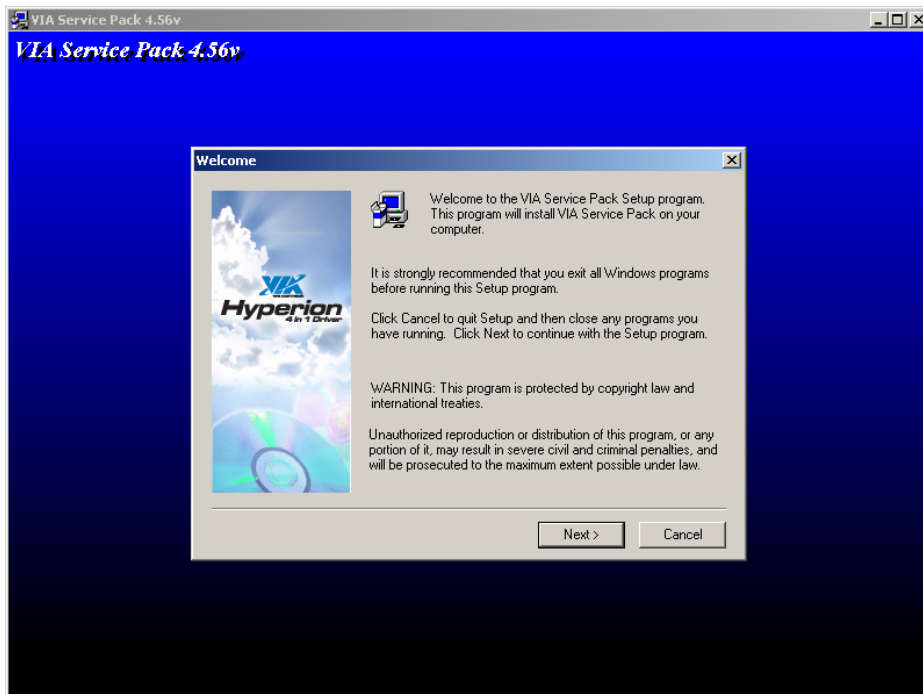 VIA Service Pack 4.56v
VIA Service Pack 4.56v
Welcome
VIA
Hyperion
4 in 1 Driver
Welcome to the VIA Service Pack Setup program.
This program will install VIA Service Pack on your
computer.
It is strongly recommended that you exit all Windows programs
before running this Setup program.
Click Cancel to quit Setup and then close any programs you
have running. Click Next to continue with the Setup program.
WARNING: This program is protected by copyright law and
international treaties.
Unauthorized reproduction or distribution of this program, or any
portion of it, may result in severe civil and criminal penalties, and
will be prosecuted to the maximum extent possible under law.
Next >
Cancel